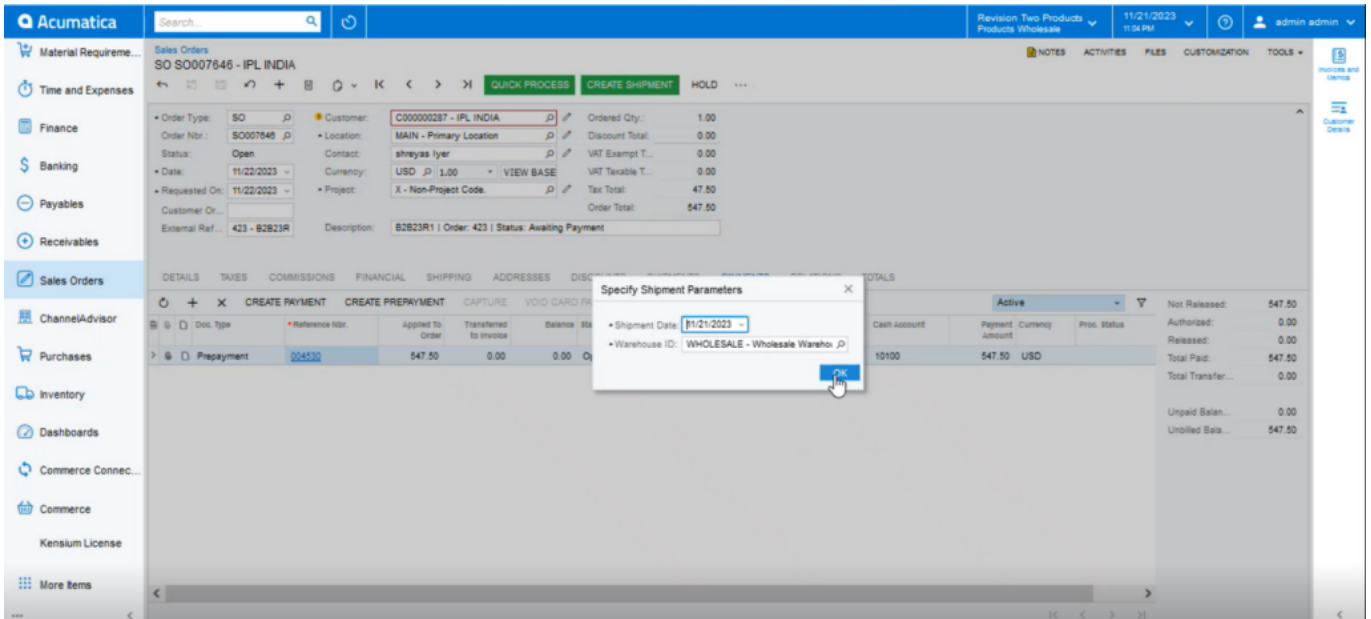 Acumatica
Search...
Revision Two Products
Products Wholesale
11/21/2023
11:04 PM
admin admin
Material Requireme...
Time and Expenses
Finance
Banking
Payables
Receivables
Sales Orders
ChannelAdvisor
Purchases
Inventory
Dashboards
Commerce Connec...
Commerce
Kensium License
More Items
Sales Orders
SO SO007646 - IPL INDIA
NOTES ACTIVITIES FILES CUSTOMIZATION TOOLS
QUICK PROCESS CREATE SHIPMENT HOLD ...
Order Type: SO Customer: C000000287 - IPL INDIA Ordered Qty.: 1.00
Order Nbr.: SO007646 Location: MAIN - Primary Location Discount Total: 0.00
Status: Open Contact: shreyas Iyer VAT Exempt T... 0.00
Date: 11/22/2023 Currency: USD 1.00 VIEW BASE VAT Taxable T... 0.00
Requested On: 11/22/2023 Project: X - Non-Project Code. Tax Total: 47.50
Customer Or... Order Total: 547.50
External Ref... 423 - B2B23R Description: B2B23R1 | Order: 423 | Status: Awaiting Payment
DETAILS TAXES COMMISSIONS FINANCIAL SHIPPING ADDRESSES TOTALS
CREATE PAYMENT CREATE PREPAYMENT CAPTURE VOID CARD Active
Doc. Type Reference Nbr. Applied To Order Transferred to Invoice Balance Cash Account Payment Amount Currency Proc. Status
Prepayment 004530 547.50 0.00 0.00 10100 547.50 USD
Specify Shipment Parameters
Shipment Date: 11/21/2023
Warehouse ID: WHOLESALE - Wholesale Warehou
OK
Not Released: 547.50
Authorized: 0.00
Released: 0.00
Total Paid: 547.50
Total Transfer... 0.00
Unpaid Balan... 0.00
Unbilled Bala... 547.50
Invoices and
Memos
Customer
Details